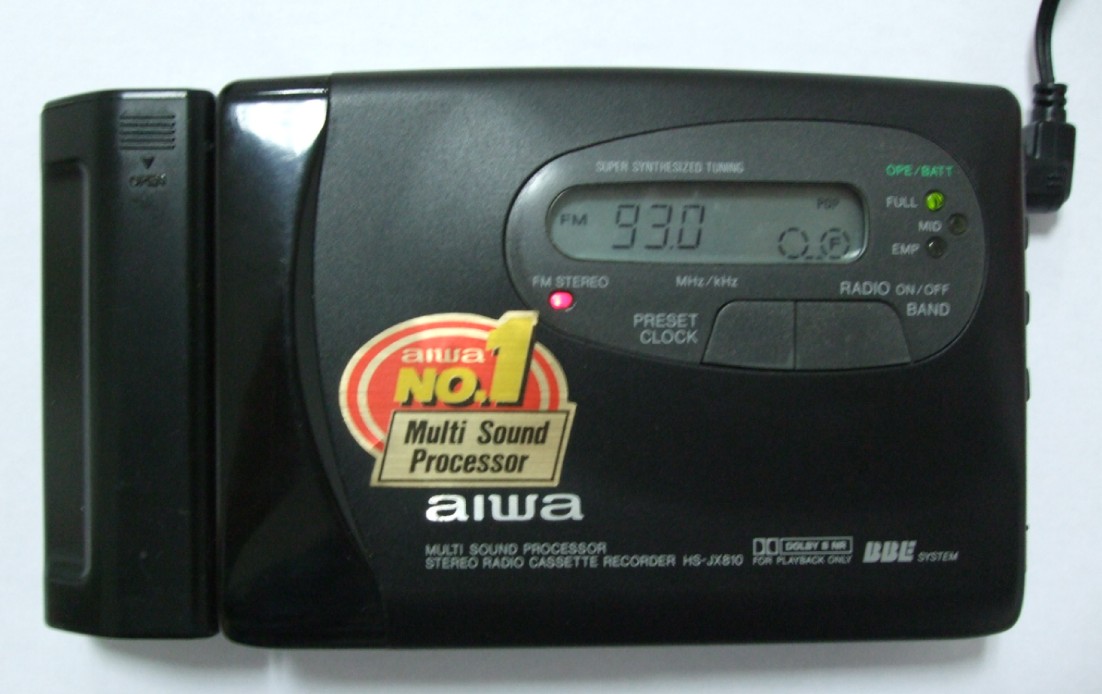 OPEN
SUPER SYNTHESIZED TUNING
OPE/BATT
FULL
MID
EMP
FM 93.0
POP
F
FM STEREO
MHz/kHz
RADIO ON/OFF
BAND
PRESET
CLOCK
aiwa
NO.1
Multi Sound
Processor
aiwa
MULTI SOUND PROCESSOR
STEREO RADIO CASSETTE RECORDER HS-JX810
DOLBY B NR
FOR PLAYBACK ONLY
BBE SYSTEM